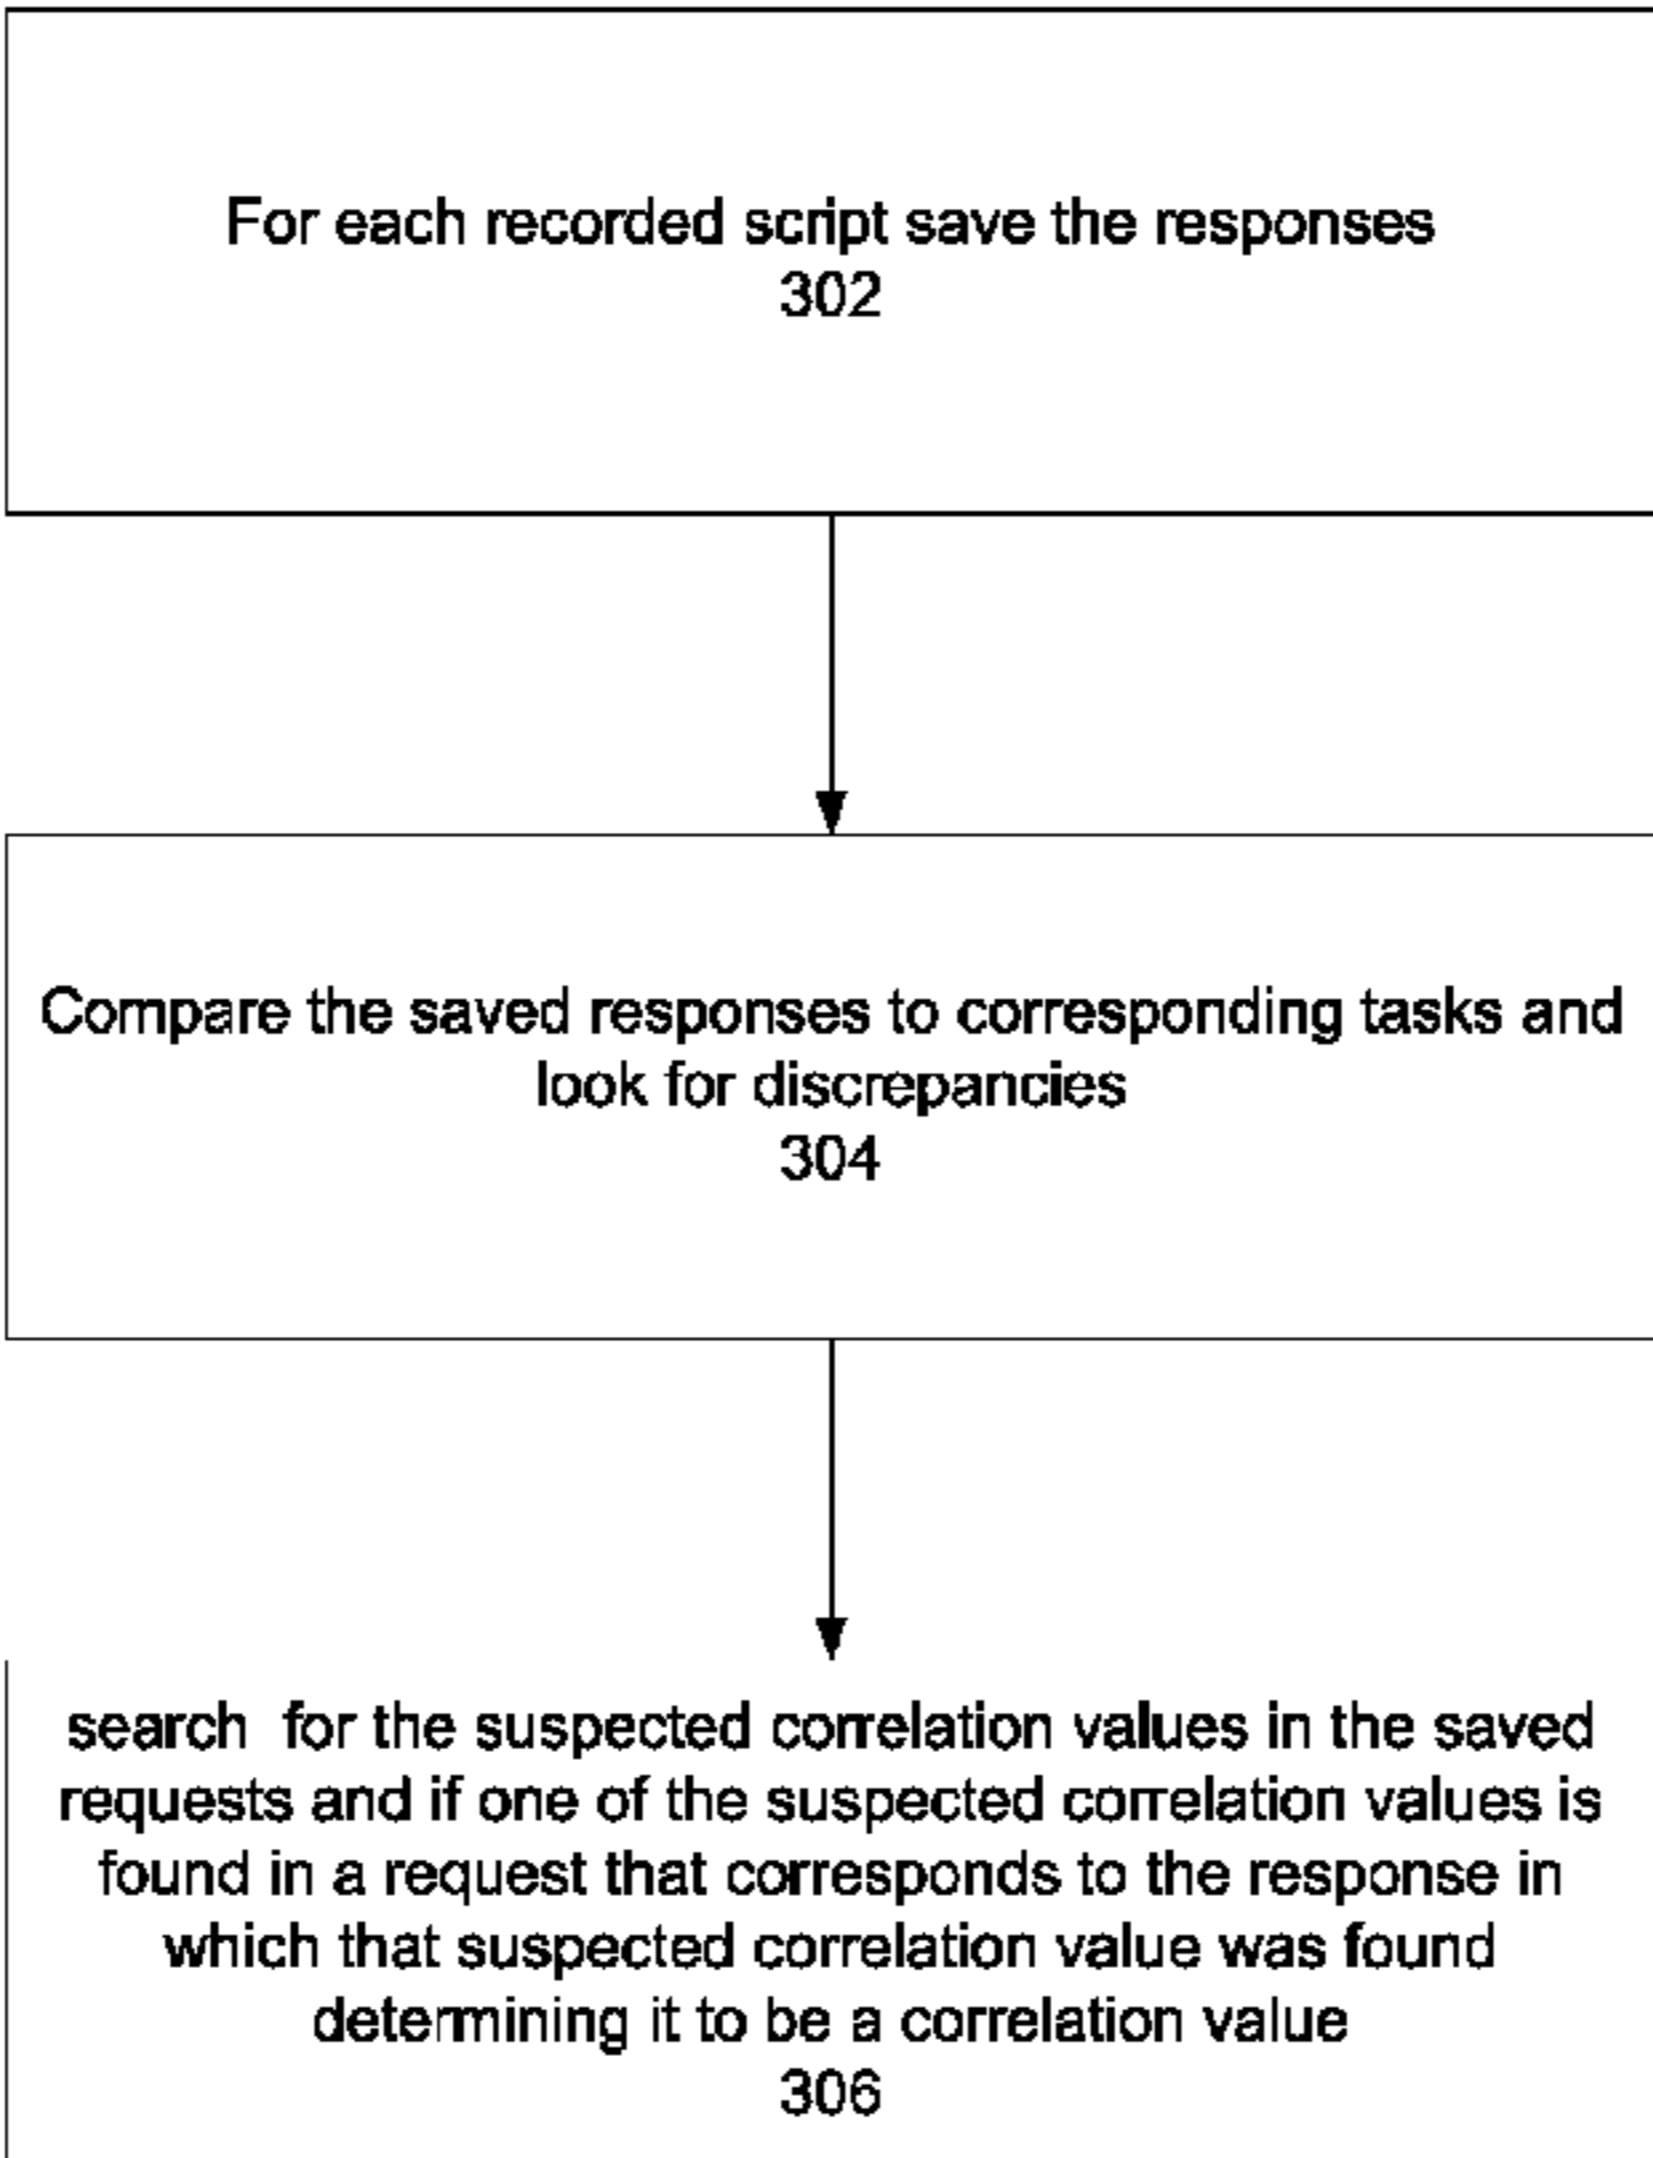 For each recorded script save the responses
302
Compare the saved responses to corresponding tasks and
look for discrepancies
304
search for the suspected correlation values in the saved
requests and if one of the suspected correlation values is
found in a request that corresponds to the response in
which that suspected correlation value was found
determining it to be a correlation value
306